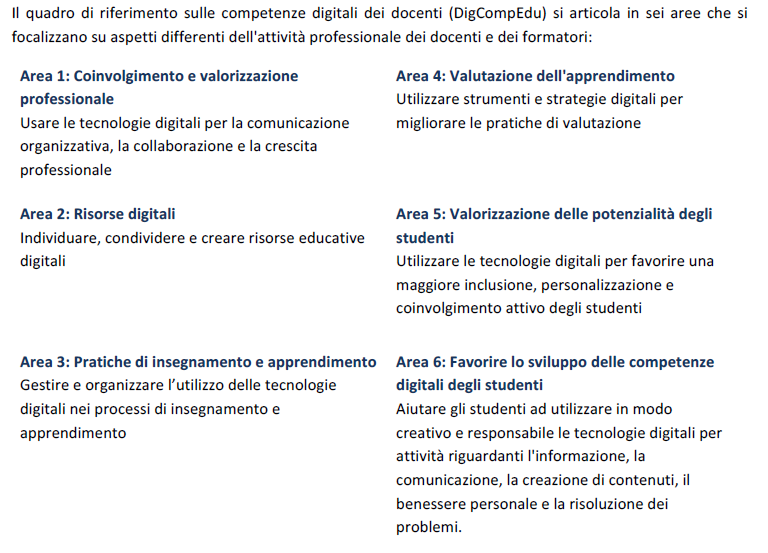 Il quadro di riferimento sulle competenze digitali dei docenti (DigCompEdu) si articola in sei aree che si
focalizzano su aspetti differenti dell'attività professionale dei docenti e dei formatori:
Area 1: Coinvolgimento e valorizzazione
professionale
Usare le tecnologie digitali per la comunicazione
organizzativa, la collaborazione e la crescita
professionale
Area 2: Risorse digitali
Individuare, condividere e creare risorse educative
digitali
Area 3: Pratiche di insegnamento e apprendimento
Gestire e organizzare l’utilizzo delle tecnologie
digitali nei processi di insegnamento e
apprendimento
Area 4: Valutazione dell'apprendimento
Utilizzare strumenti e strategie digitali per
migliorare le pratiche di valutazione
Area 5: Valorizzazione delle potenzialità degli
studenti
Utilizzare le tecnologie digitali per favorire una
maggiore inclusione, personalizzazione e
coinvolgimento attivo degli studenti
Area 6: Favorire lo sviluppo delle competenze
digitali degli studenti
Aiutare gli studenti ad utilizzare in modo
creativo e responsabile le tecnologie digitali per
attività riguardanti l'informazione, la
comunicazione, la creazione di contenuti, il
benessere personale e la risoluzione dei
problemi.